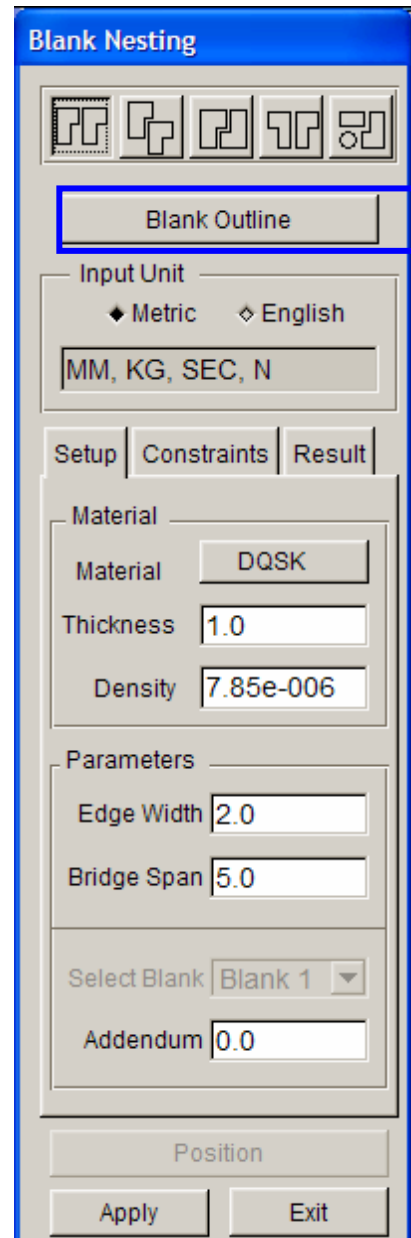 Blank Nesting
Blank Outline
Input Unit
Metric English
MM, KG, SEC, N
Setup Constraints Result
Material
Material DQSK
Thickness 1.0
Density 7.85e-006
Parameters
Edge Width 2.0
Bridge Span 5.0
Select Blank Blank 1
Addendum 0.0
Position
Apply Exit